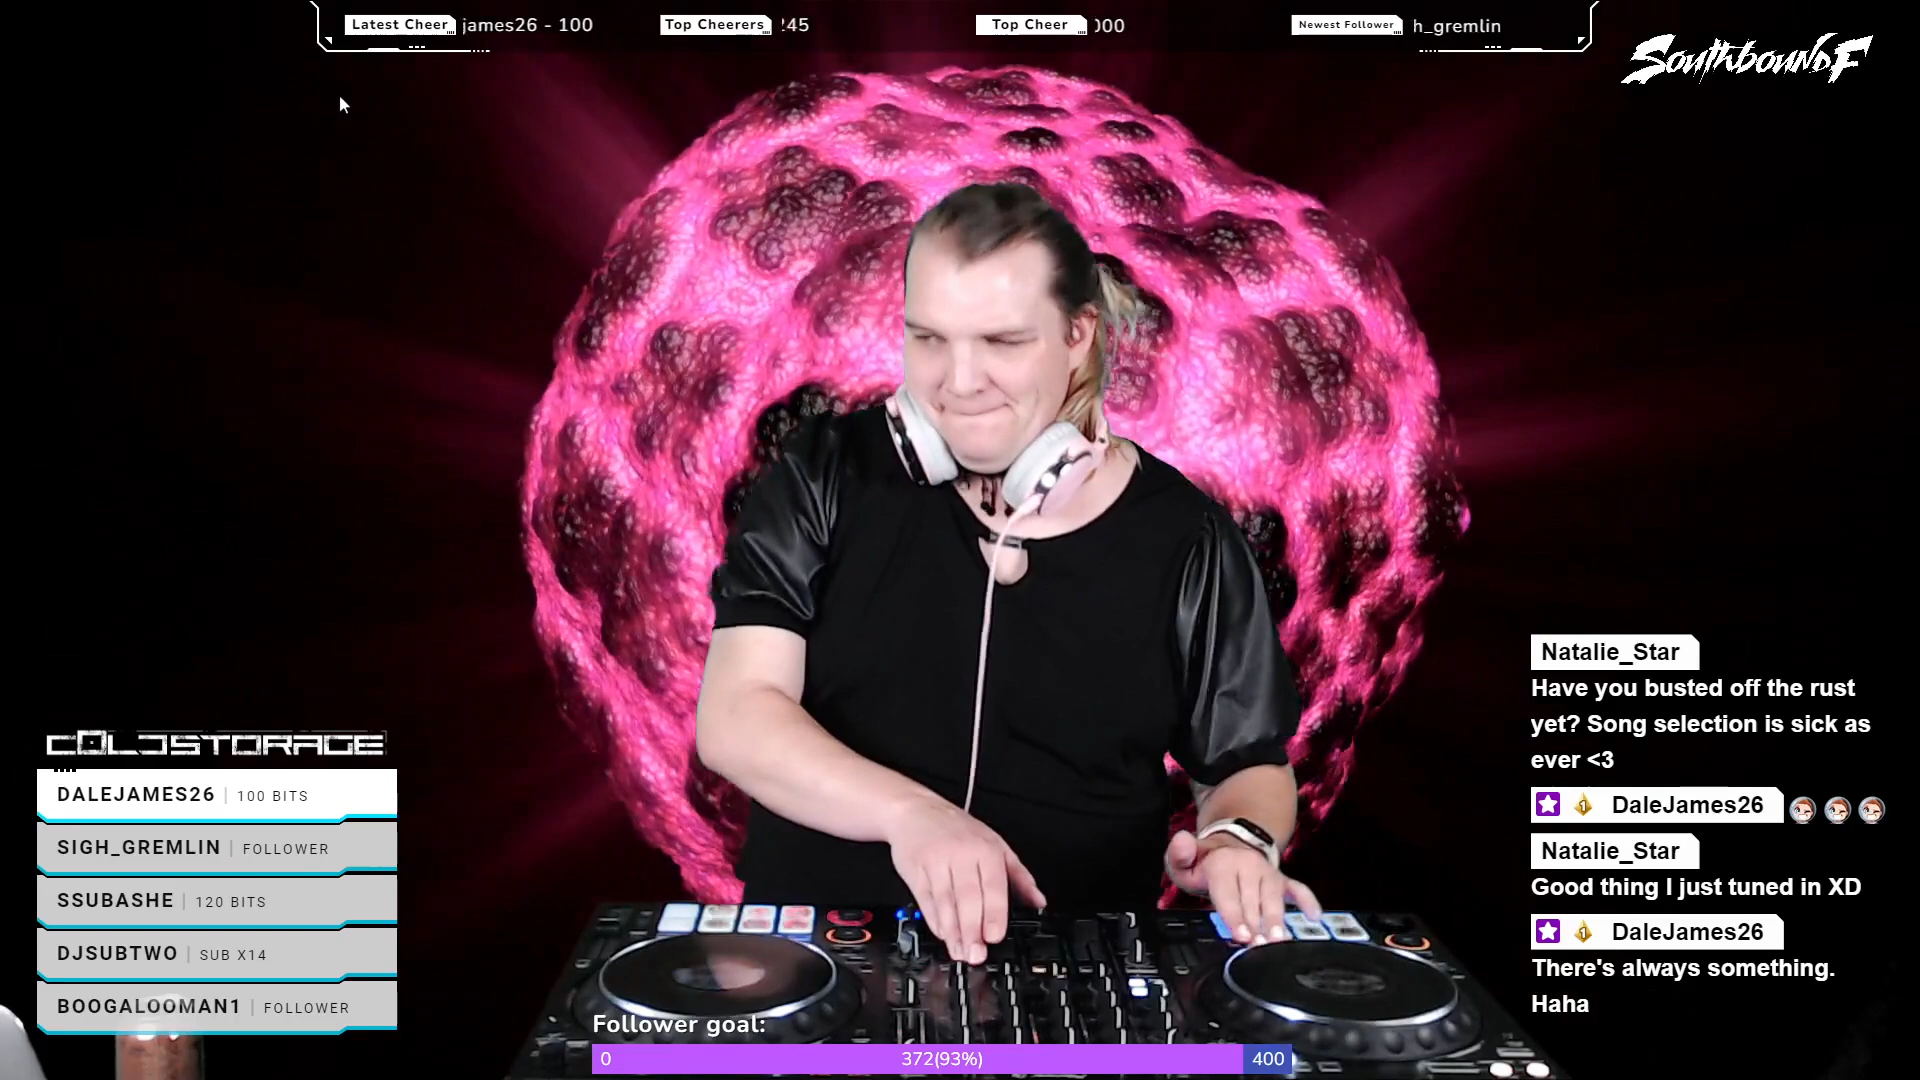 Latest Cheer
james26 - 100
Top Cheerers
Top Cheer
Newest Follower
h_gremlin
SouthboundF
COLDSTORAGE
DALEJAMES26 | 100 BITS
SIGH_GREMLIN | FOLLOWER
SSUBASHE | 120 BITS
DJSUBTWO | SUB X14
BOOGALOOMAN1 | FOLLOWER
Follower goal:
0 372(93%) 400
Natalie_Star
Have you busted off the rust
yet? Song selection is sick as
ever <3
1 DaleJames26
Natalie_Star
Good thing I just tuned in XD
1 DaleJames26
There's always something.
Haha